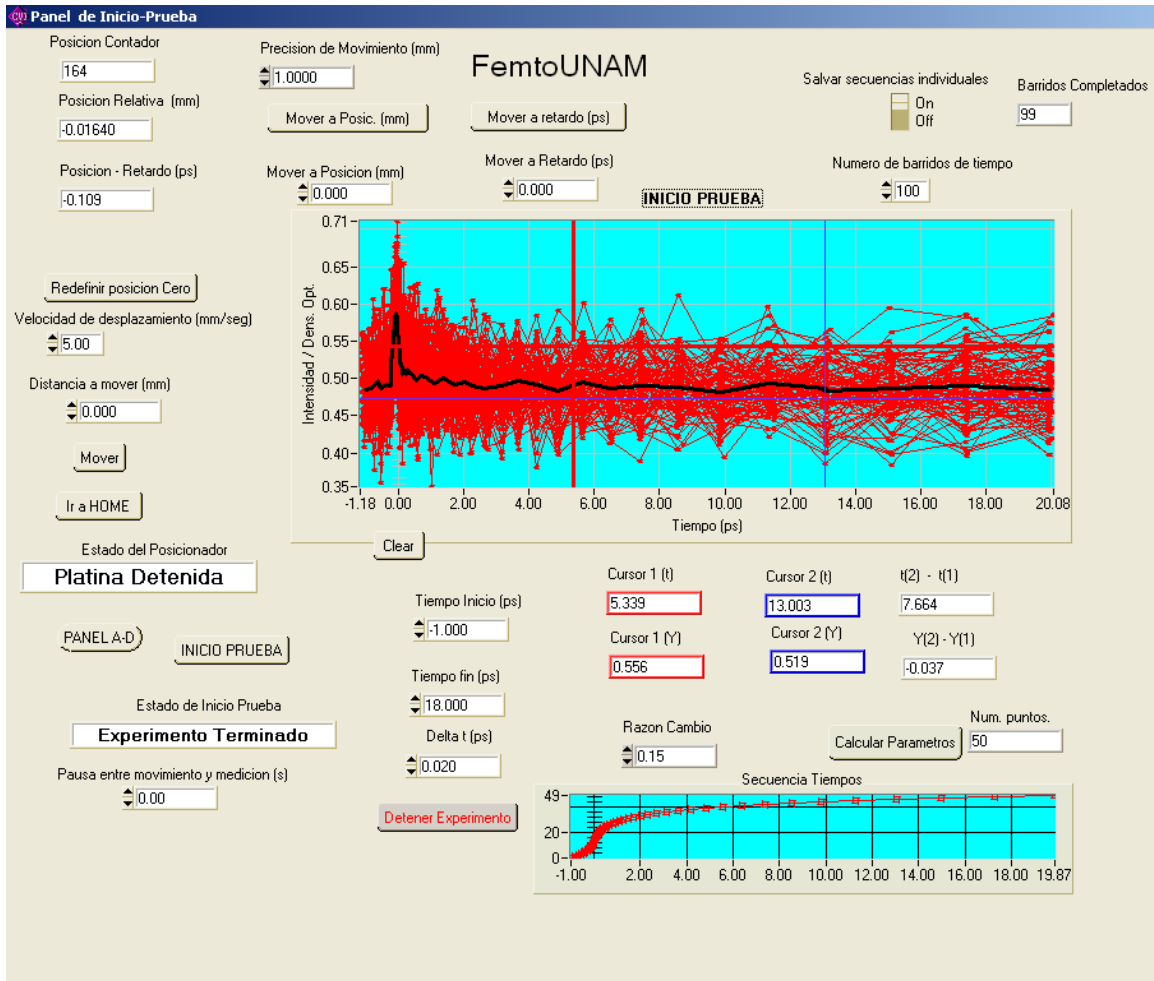 CVI Panel de Inicio-Prueba
Posicion Contador
164
Posicion Relativa (mm)
-0.01640
Posicion - Retardo (ps)
-0.109
Precision de Movimiento (mm)
1.0000
Mover a Posic. (mm)
Mover a Posicion (mm)
0.000
FemtoUNAM
Mover a retardo (ps)
Mover a Retardo (ps)
0.000
Salvar secuencias individuales
On
Off
Barridos Completados
99
Numero de barridos de tiempo
100
INICIO PRUEBA
Redefinir posicion Cero
Velocidad de desplazamiento (mm/seg)
5.00
Distancia a mover (mm)
0.000
Mover
Ir a HOME
Estado del Posicionador
Platina Detenida
PANEL A-D
INICIO PRUEBA
Estado de Inicio Prueba
Experimento Terminado
Pausa entre movimiento y medicion (s)
0.00
Intensidad / Dens. Opt.
0.71
0.65
0.60
0.55
0.50
0.45
0.40
0.35
-1.18 0.00 2.00 4.00 6.00 8.00 10.00 12.00 14.00 16.00 18.00 20.08
Tiempo (ps)
Clear
Tiempo Inicio (ps)
-1.000
Tiempo fin (ps)
18.000
Delta t (ps)
0.020
Detener Experimento
Cursor 1 (t)
5.339
Cursor 2 (t)
13.003
t(2) - t(1)
7.664
Cursor 1 (Y)
0.556
Cursor 2 (Y)
0.519
Y(2) - Y(1)
-0.037
Razon Cambio
0.15
Calcular Parametros
Num. puntos.
50
Secuencia Tiempos
49
20
0
-1.00 2.00 4.00 6.00 8.00 10.00 12.00 14.00 16.00 18.00 19.87